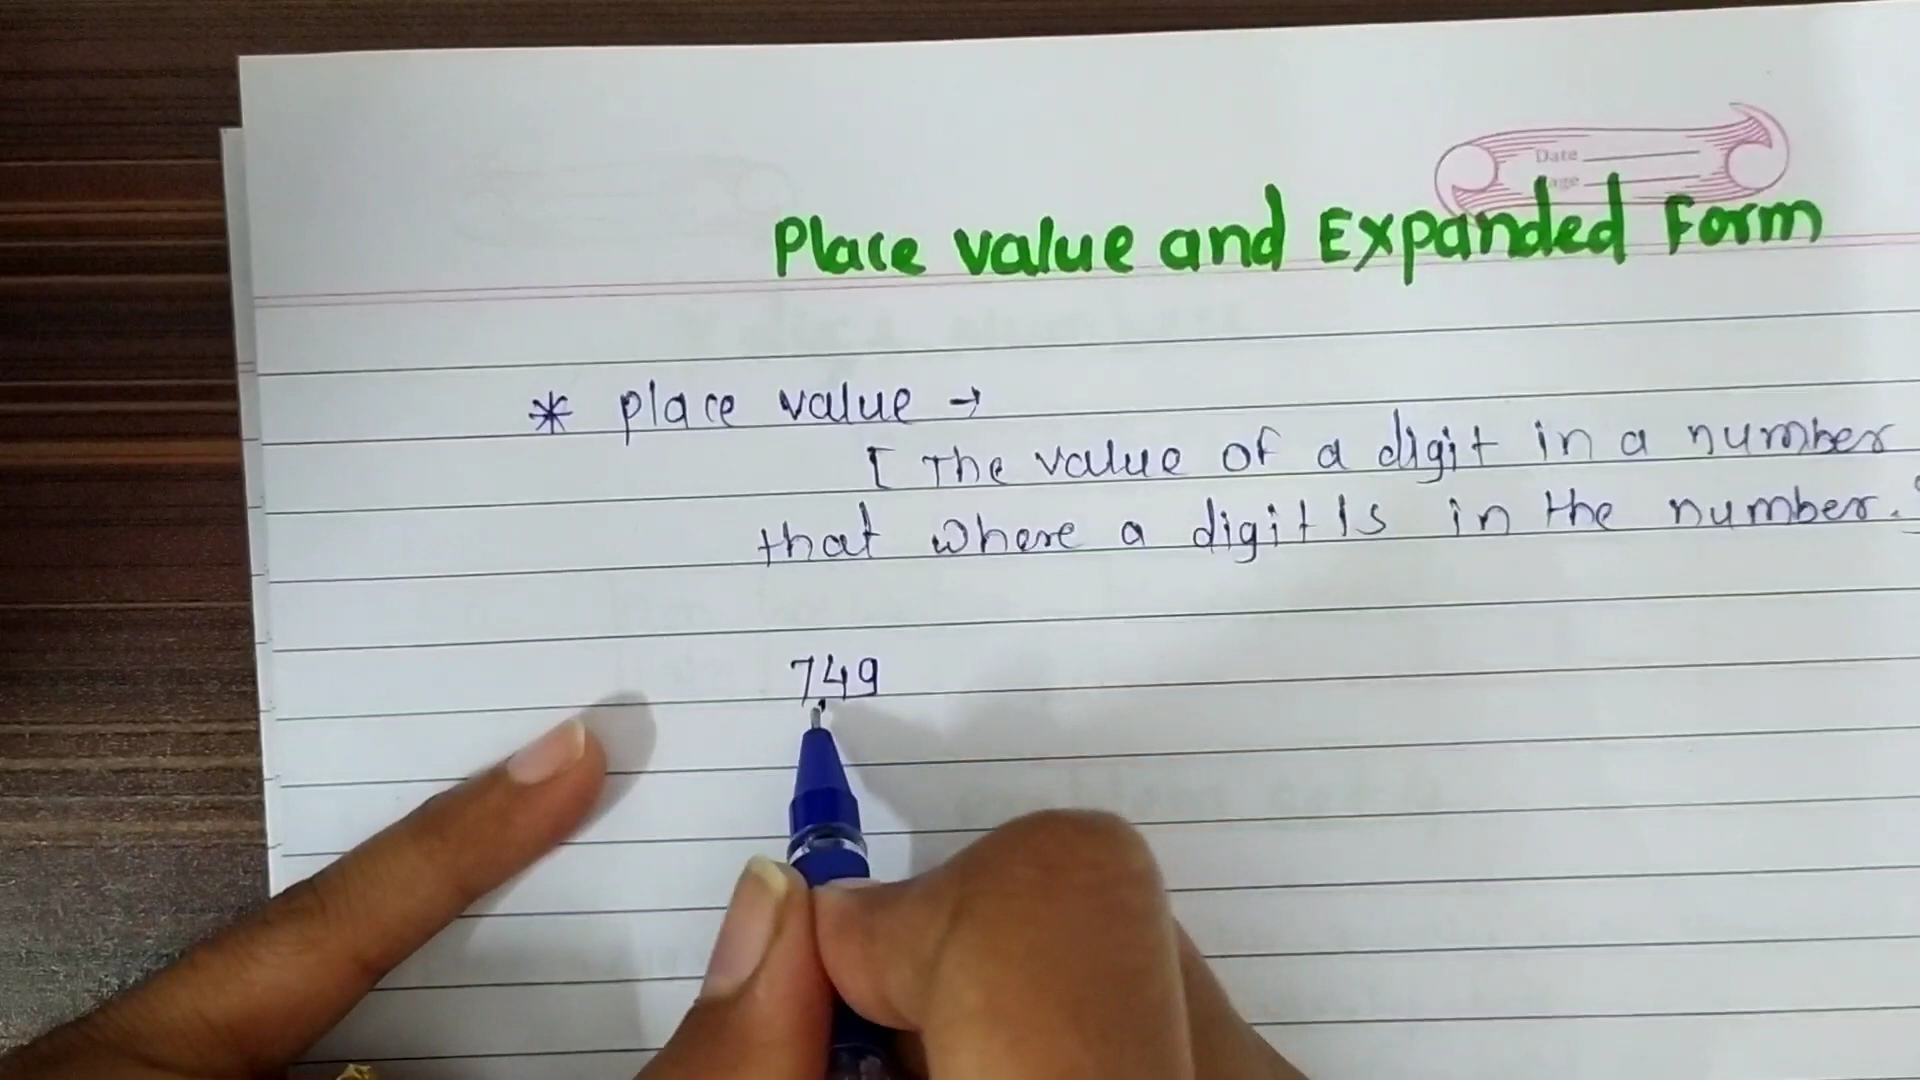 Date
Page
Place value and Expanded Form
* place value →
[ The value of a digit in a number
that where a digit is in the number.
749